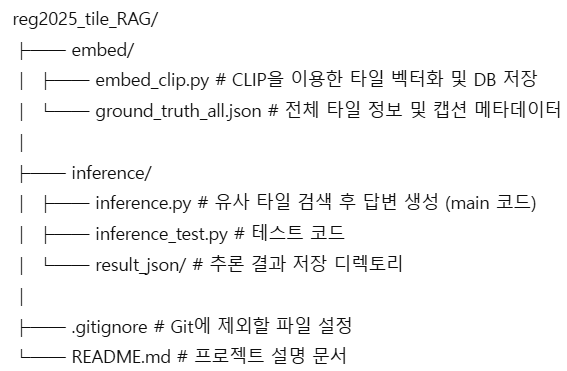 reg2025_tile_RAG/
├─── embed/
│   ├─── embed_clip.py # CLIP을 이용한 타일 벡터화 및 DB 저장
│   └─── ground_truth_all.json # 전체 타일 정보 및 캡션 메타데이터
│
├─── inference/
│   ├─── inference.py # 유사 타일 검색 후 답변 생성 (main 코드)
│   ├─── inference_test.py # 테스트 코드
│   └─── result_json/ # 추론 결과 저장 디렉토리
│
├─── .gitignore # Git에 제외할 파일 설정
└─── README.md # 프로젝트 설명 문서